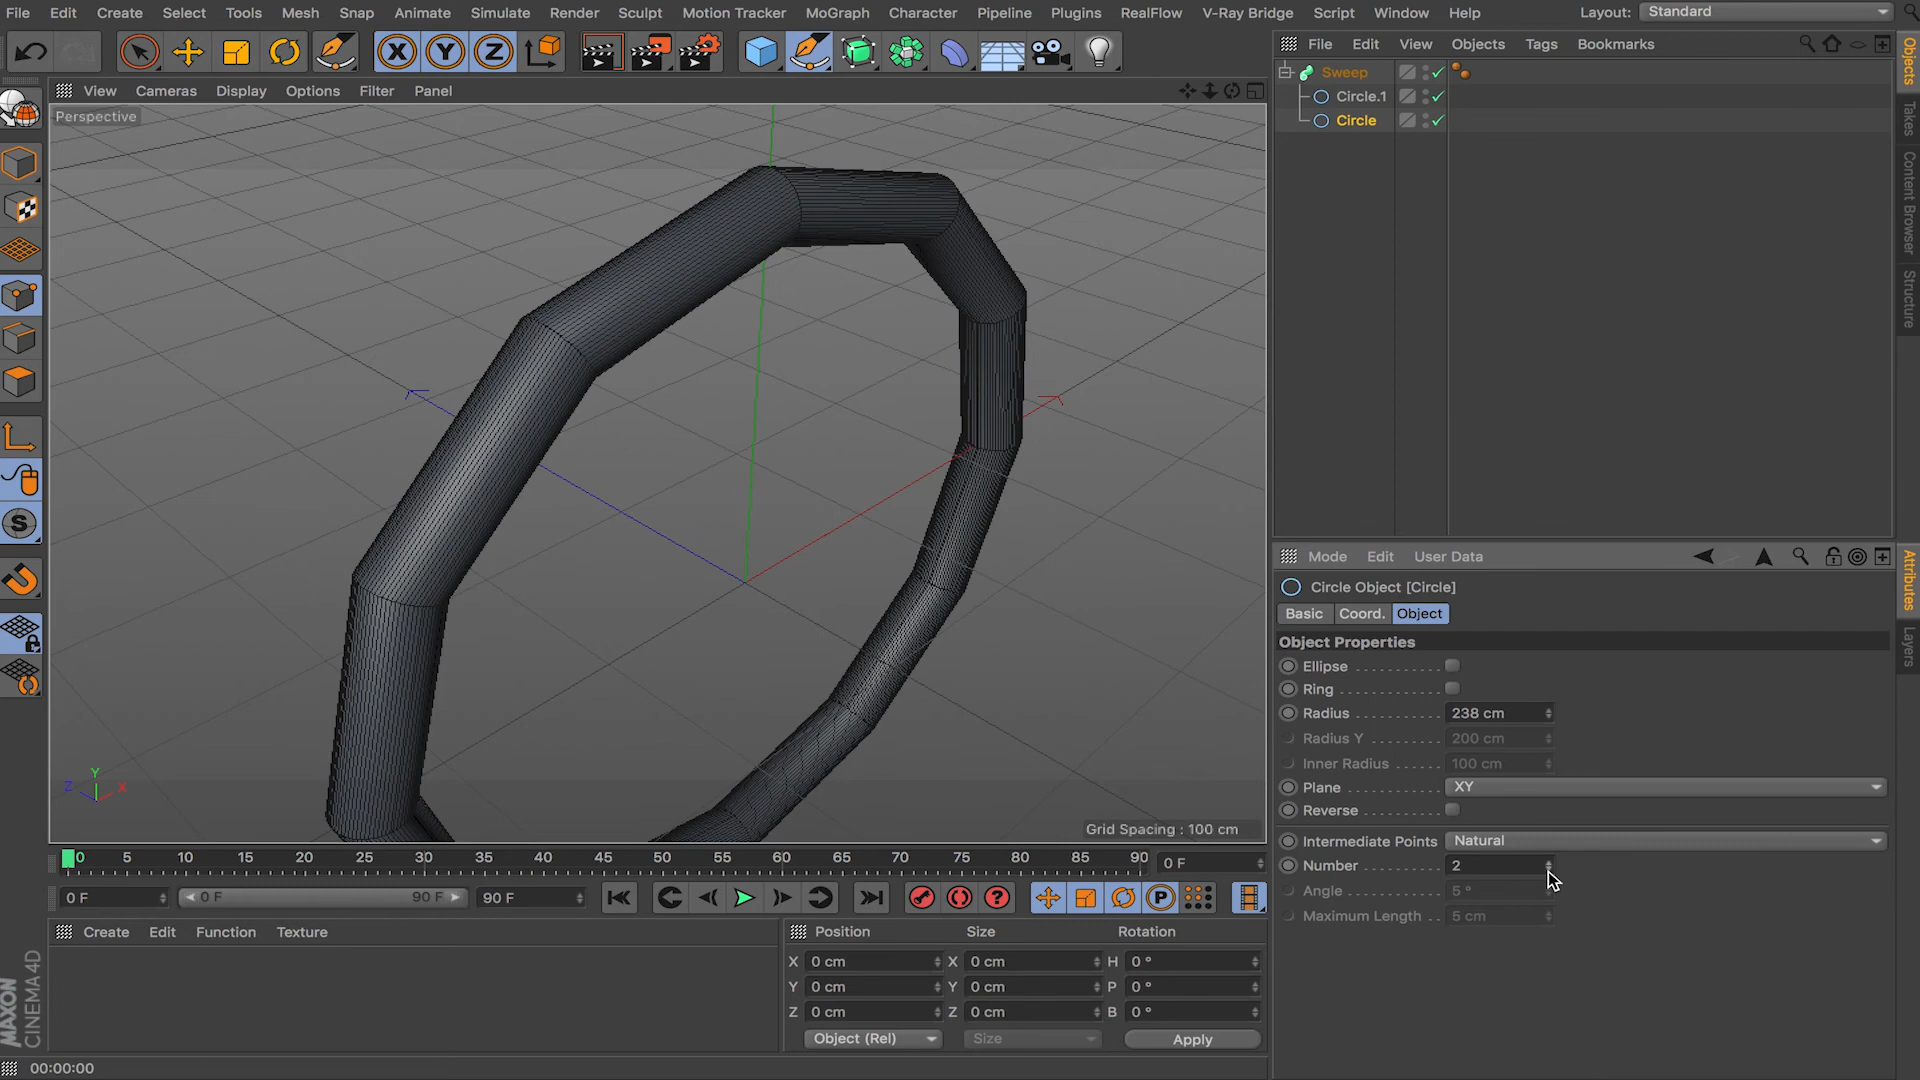 File Edit Create Select Tools Mesh Snap Animate Simulate Render Sculpt Motion Tracker MoGraph Character Pipeline Plugins RealFlow V-Ray Bridge Script Window Help Layout: Standard
X Y Z
File Edit View Objects Tags Bookmarks
Sweep
Circle.1
Circle
View Cameras Display Options Filter Panel
Perspective
Y
Z X
Grid Spacing : 100 cm
S
Objects
Takes
Content Browser
Structure
Mode Edit User Data
Circle Object [Circle]
Basic Coord. Object
Object Properties
Ellipse
Ring
Radius 238 cm
Radius Y 200 cm
Inner Radius 100 cm
Plane XY
Reverse
Intermediate Points Natural
Number 2
Angle 5 °
Maximum Length 5 cm
Attributes
Layers
0 5 10 15 20 25 30 35 40 45 50 55 60 65 70 75 80 85 90 0 F
0 F 0 F 90 F 90 F ? P
Create Edit Function Texture
Position Size Rotation
X 0 cm X 0 cm H 0 °
Y 0 cm Y 0 cm P 0 °
Z 0 cm Z 0 cm B 0 °
Object (Rel) Size Apply
MAXON
CINEMA 4D
00:00:00